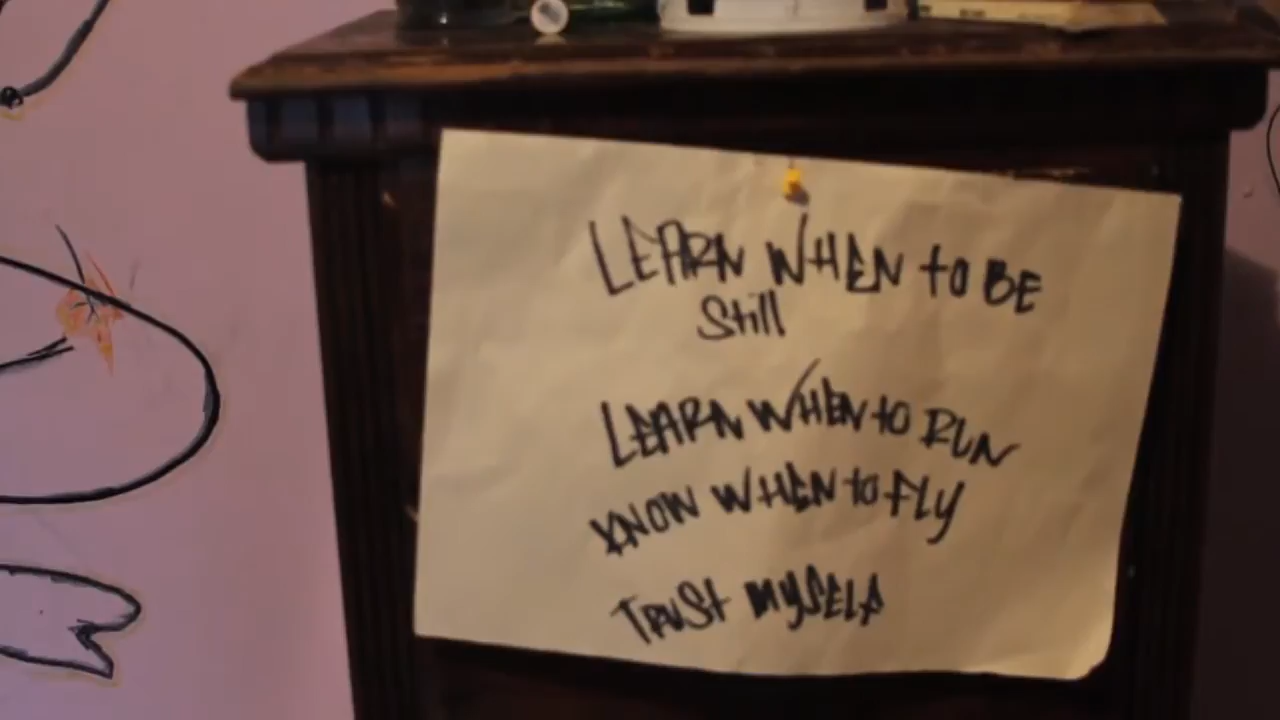 LEARN WHEN to BE
Still
LEARN WHEN to RUN
KNOW WHEN to FLY
TRUST MYSELF